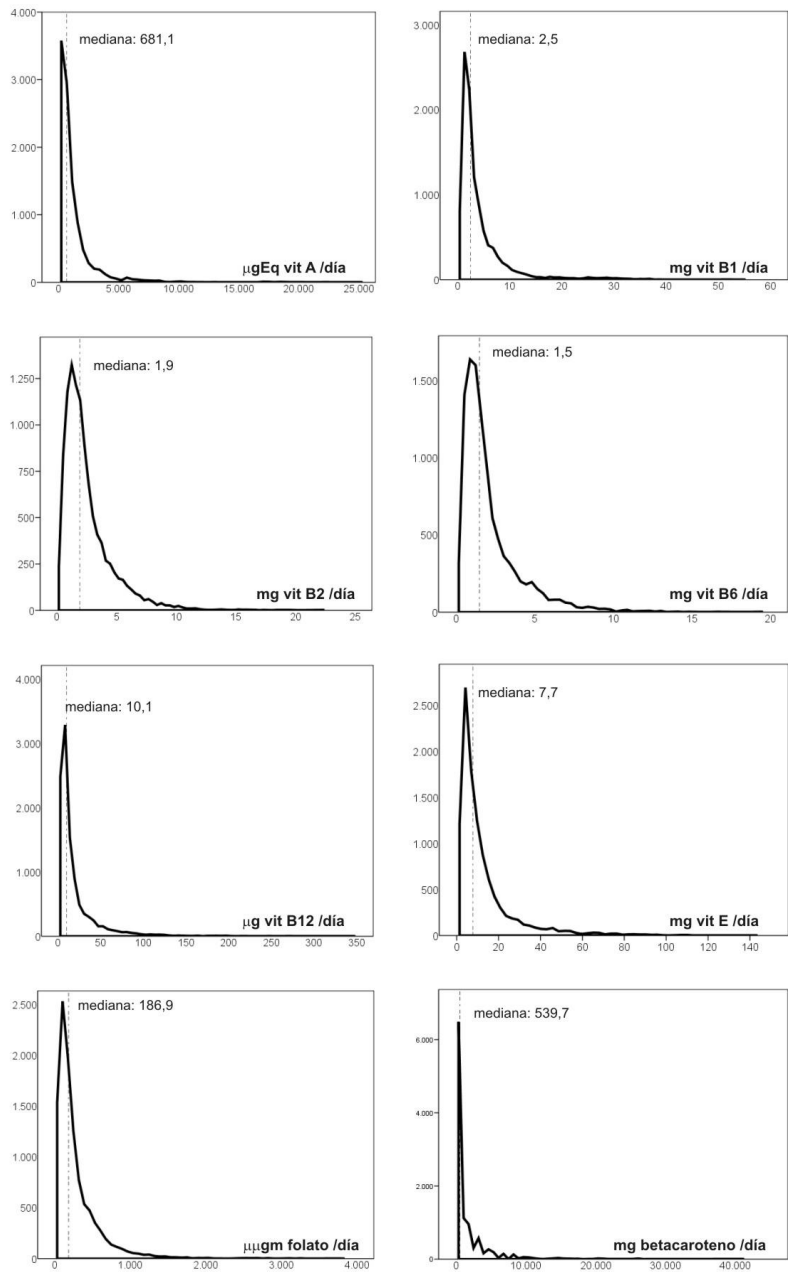 4.000
mediana: 681,1
3.000
2.000
1.000
µgEq vit A /día
0
0 5.000 10.000 15.000 20.000 25.000
3.000
mediana: 2,5
2.000
1.000
mg vit B1 /día
0
0 10 20 30 40 50 60
mediana: 1,9
1.250
1.000
750
500
250
mg vit B2 /día
0
0 5 10 15 20 25
mediana: 1,5
1.500
1.000
500
mg vit B6 /día
0
0 5 10 15 20
4.000
mediana: 10,1
3.000
2.000
1.000
µg vit B12 /día
0
0 50 100 150 200 250 300 350
mediana: 7,7
2.500
2.000
1.500
1.000
500
mg vit E /día
0
0 20 40 60 80 100 120 140
2.500
mediana: 186,9
2.000
1.500
1.000
500
µµgm folato /día
0
0 1.000 2.000 3.000 4.000
mediana: 539,7
6.000
4.000
2.000
mg betacaroteno /día
0
0 10.000 20.000 30.000 40.000